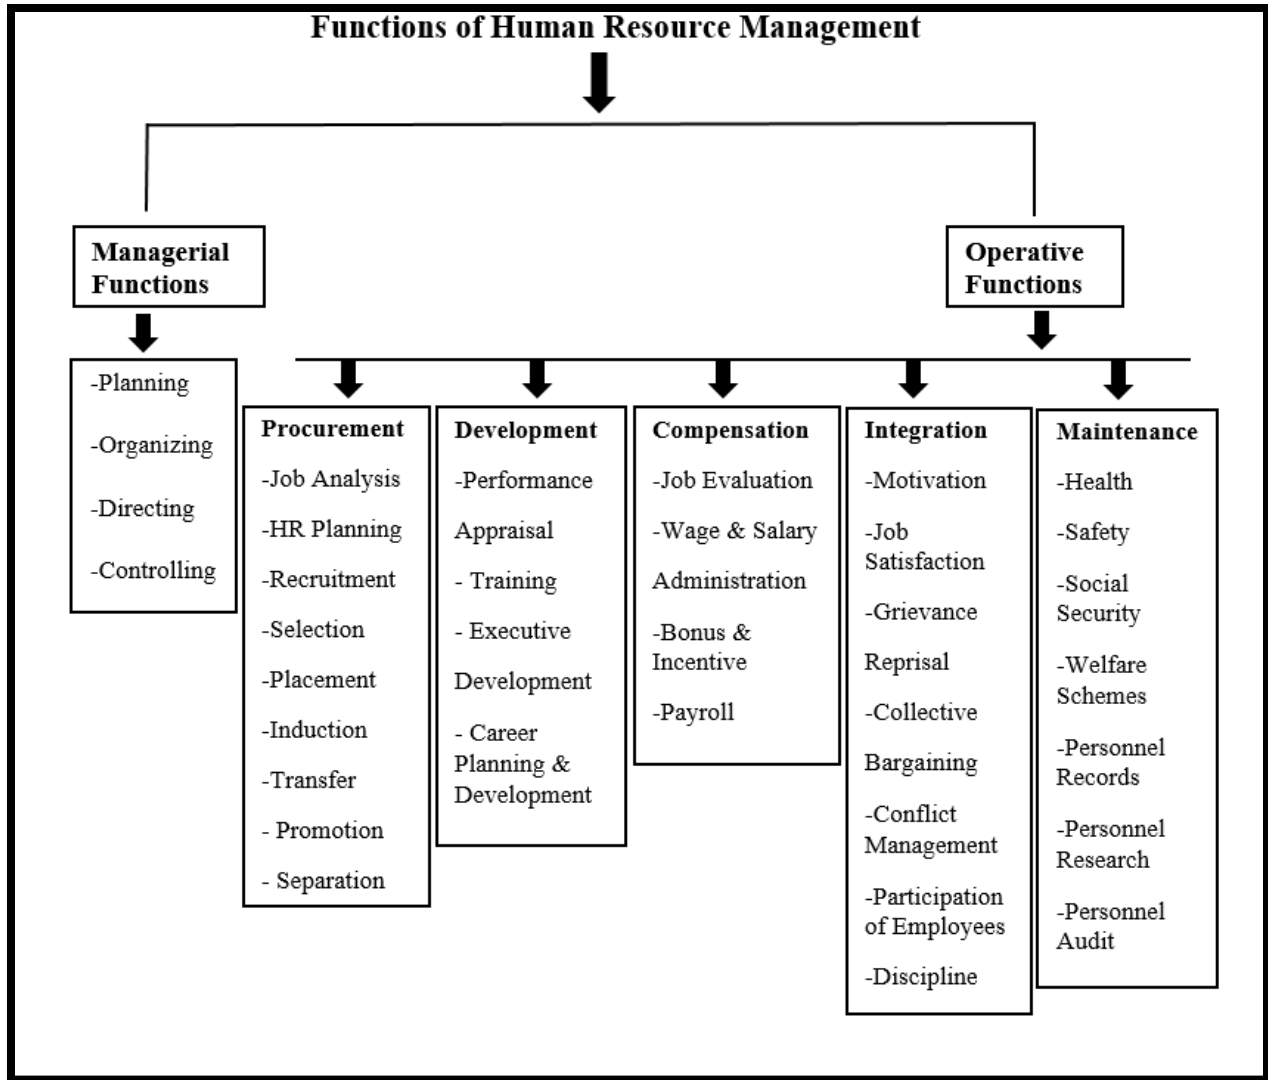 Functions of Human Resource Management
Managerial
Functions
Operative
Functions
-Planning
-Organizing
-Directing
-Controlling
Procurement
-Job Analysis
-HR Planning
-Recruitment
-Selection
-Placement
-Induction
-Transfer
- Promotion
- Separation
Development
-Performance
Appraisal
- Training
- Executive
Development
- Career
Planning &
Development
Compensation
-Job Evaluation
-Wage & Salary
Administration
-Bonus &
Incentive
-Payroll
Integration
-Motivation
-Job
Satisfaction
-Grievance
Reprisal
-Collective
Bargaining
-Conflict
Management
-Participation
of Employees
-Discipline
Maintenance
-Health
-Safety
-Social
Security
-Welfare
Schemes
-Personnel
Records
-Personnel
Research
-Personnel
Audit